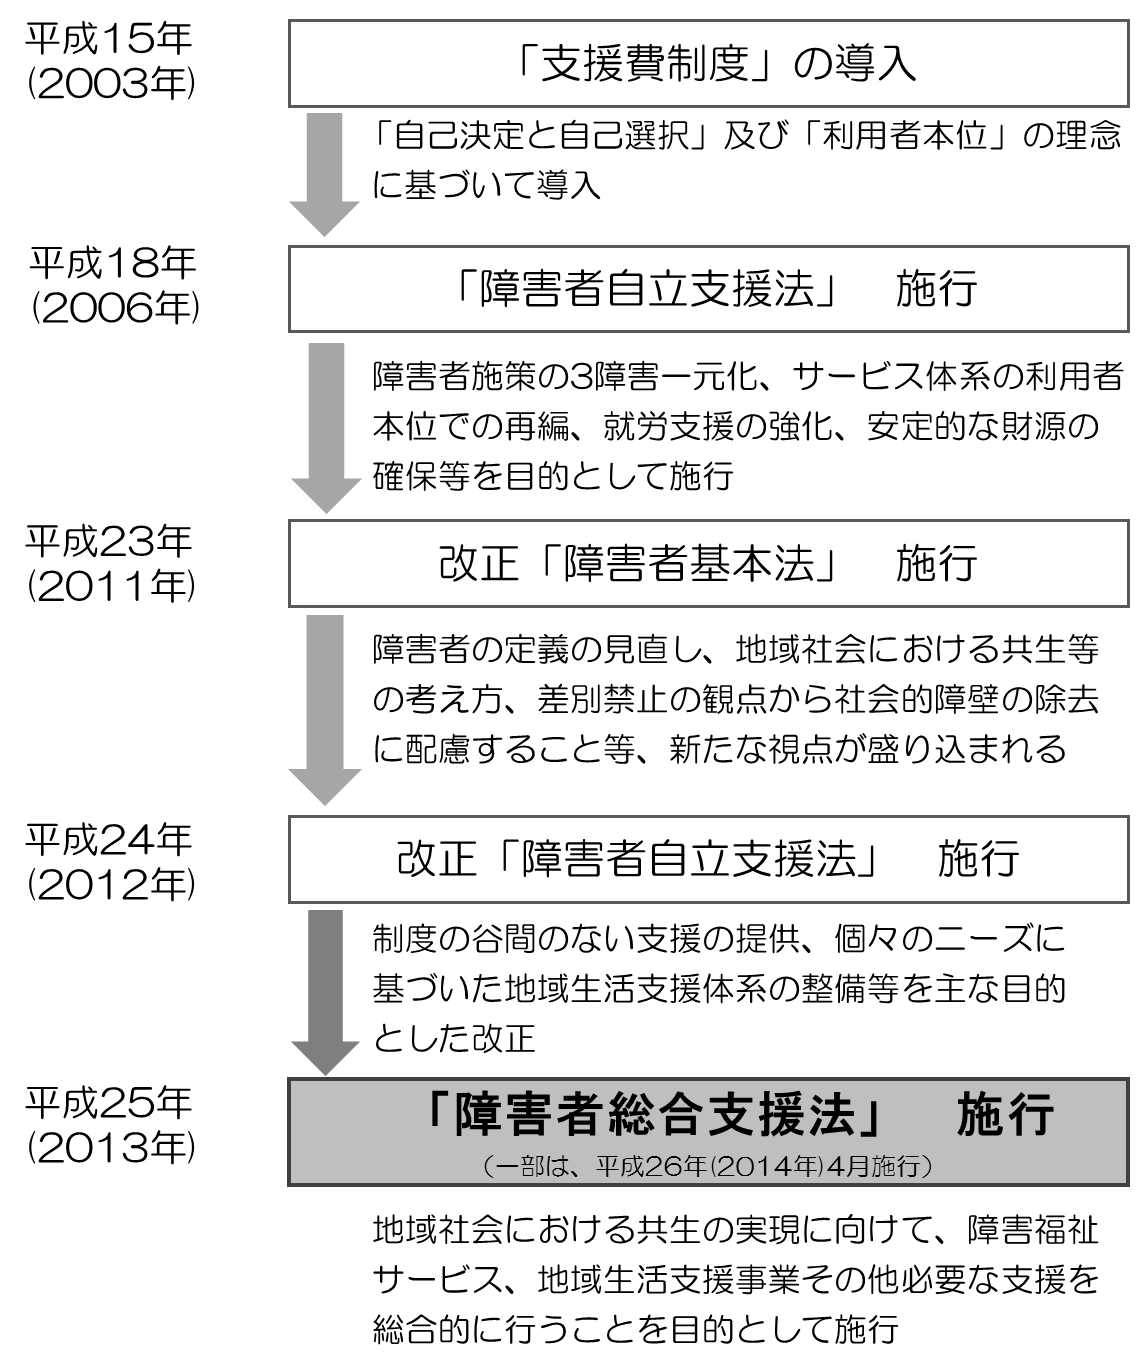 平成15年
(2003年)
「支援費制度」の導入
「自己決定と自己選択」及び「利用者本位」の理念
に基づいて導入
平成18年
(2006年)
「障害者自立支援法」　施行
障害者施策の3障害一元化、サービス体系の利用者
本位での再編、就労支援の強化、安定的な財源の
確保等を目的として施行
平成23年
(2011年)
改正「障害者基本法」　施行
障害者の定義の見直し、地域社会における共生等
の考え方、差別禁止の観点から社会的障壁の除去
に配慮すること等、新たな視点が盛り込まれる
平成24年
(2012年)
改正「障害者自立支援法」　施行
制度の谷間のない支援の提供、個々のニーズに
基づいた地域生活支援体系の整備等を主な目的
とした改正
平成25年
(2013年)
「障害者総合支援法」　施行
（一部は、平成26年(2014年)4月施行）
地域社会における共生の実現に向けて、障害福祉
サービス、地域生活支援事業その他必要な支援を
総合的に行うことを目的として施行